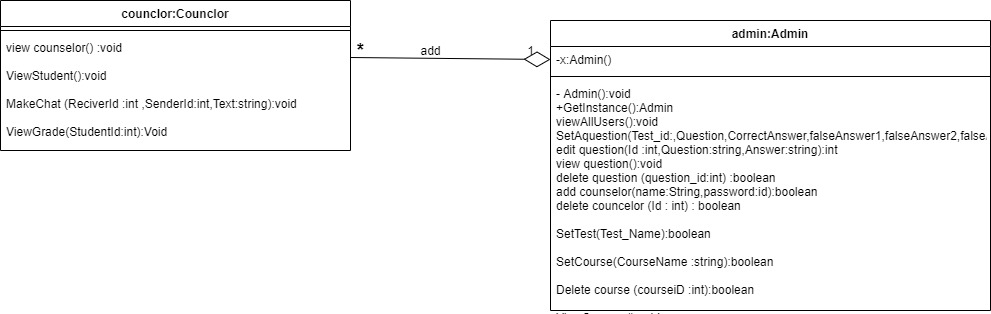 counclor:Counclor
view counselor() :void
ViewStudent():void
MakeChat (ReciverId :int ,SenderId:int,Text:string):void
ViewGrade(StudentId:int):Void
*
add
1
admin:Admin
-x:Admin()
- Admin():void
+GetInstance():Admin
viewAllUsers():void
SetAquestion(Test_id:,Question,CorrectAnswer,falseAnswer1,falseAnswer2,false
edit question(Id :int,Question:string,Answer:string):int
view question():void
delete question (question_id:int) :boolean
add counselor(name:String,password:id):boolean
delete councelor (Id : int) : boolean
SetTest(Test_Name):boolean
SetCourse(CourseName :string):boolean
Delete course (courseiD :int):boolean